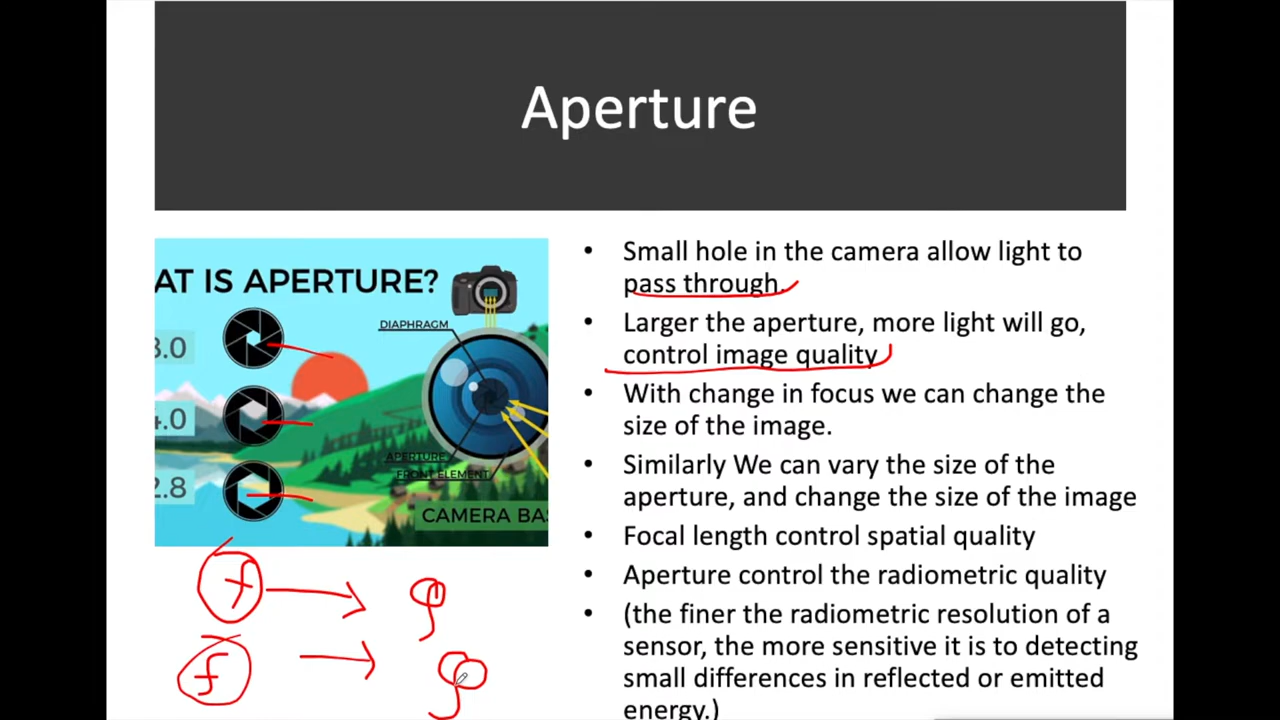 Aperture
AT IS APERTURE?
DIAPHRAGM
3.0
4.0
2.8
APERTURE
FRONT ELEMENT
CAMERA BAS
• Small hole in the camera allow light to
pass through.
• Larger the aperture, more light will go,
control image quality
• With change in focus we can change the
size of the image.
• Similarly We can vary the size of the
aperture, and change the size of the image
• Focal length control spatial quality
• Aperture control the radiometric quality
• (the finer the radiometric resolution of a
sensor, the more sensitive it is to detecting
small differences in reflected or emitted
energy.)
f
f